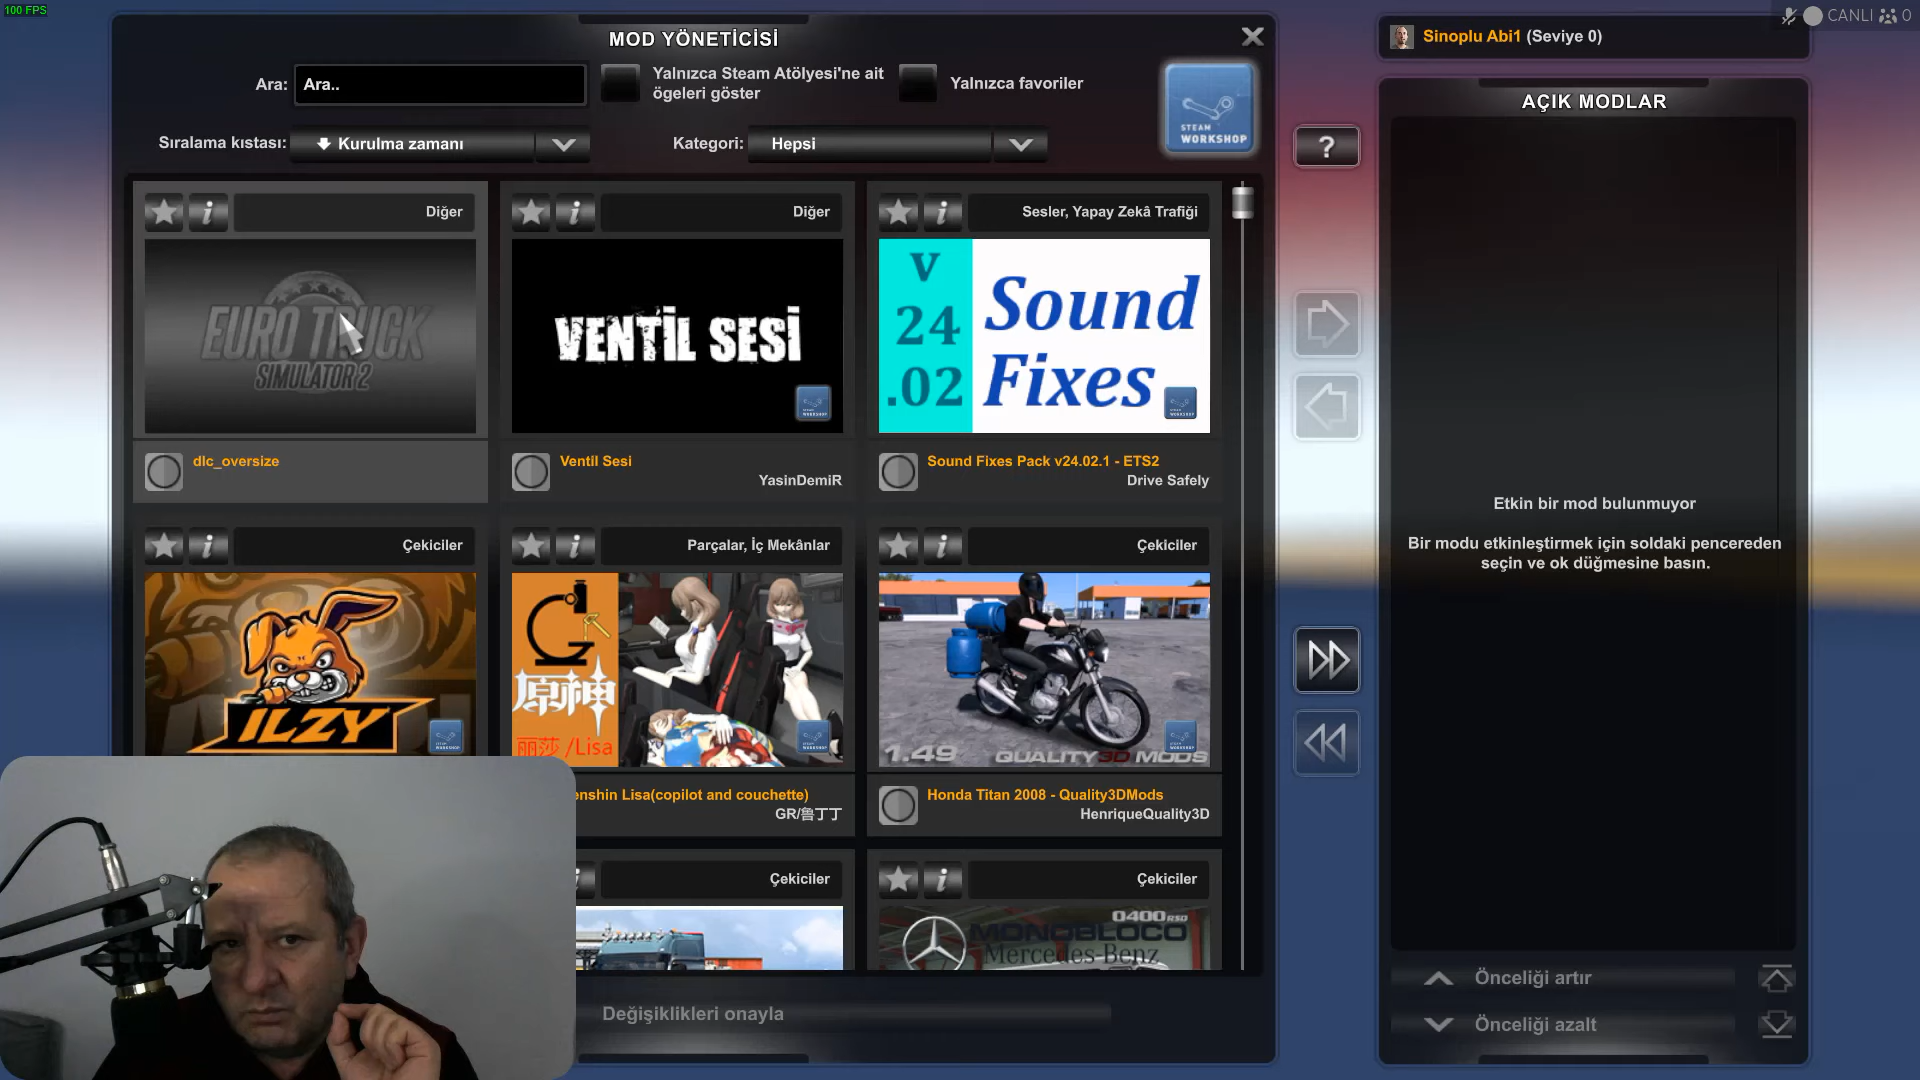 100 FPS
CANLI 0
MOD YÖNETİCİSİ
Ara:
Ara..
Yalnızca Steam Atölyesi'ne ait
ögeleri göster
Yalnızca favoriler
STEAM
WORKSHOP
Sıralama kıstası:
Kurulma zamanı
Kategori:
Hepsi
Diğer
EURO TRUCK
SIMULATOR 2
dlc_oversize
Diğer
VENTİL SESİ
Ventil Sesi
YasinDemiR
Sesler, Yapay Zekâ Trafiği
v
24
.02
Sound
Fixes
Sound Fixes Pack v24.02.1 - ETS2
Drive Safely
Çekiciler
ILZY
Parçalar, İç Mekânlar
原神
丽莎/Lisa
enshin Lisa(copilot and couchette)
GR/鲁丁丁
Çekiciler
1.49
QUALITY3D MODS
Honda Titan 2008 - Quality3DMods
HenriqueQuality3D
Çekiciler
Çekiciler
O400RSD
MONOBLOCO
Mercedes-Benz
Değişiklikleri onayla
?
Sinoplu Abi1 (Seviye 0)
AÇIK MODLAR
Etkin bir mod bulunmuyor
Bir modu etkinleştirmek için soldaki pencereden
seçin ve ok düğmesine basın.
Önceliği artır
Önceliği azalt